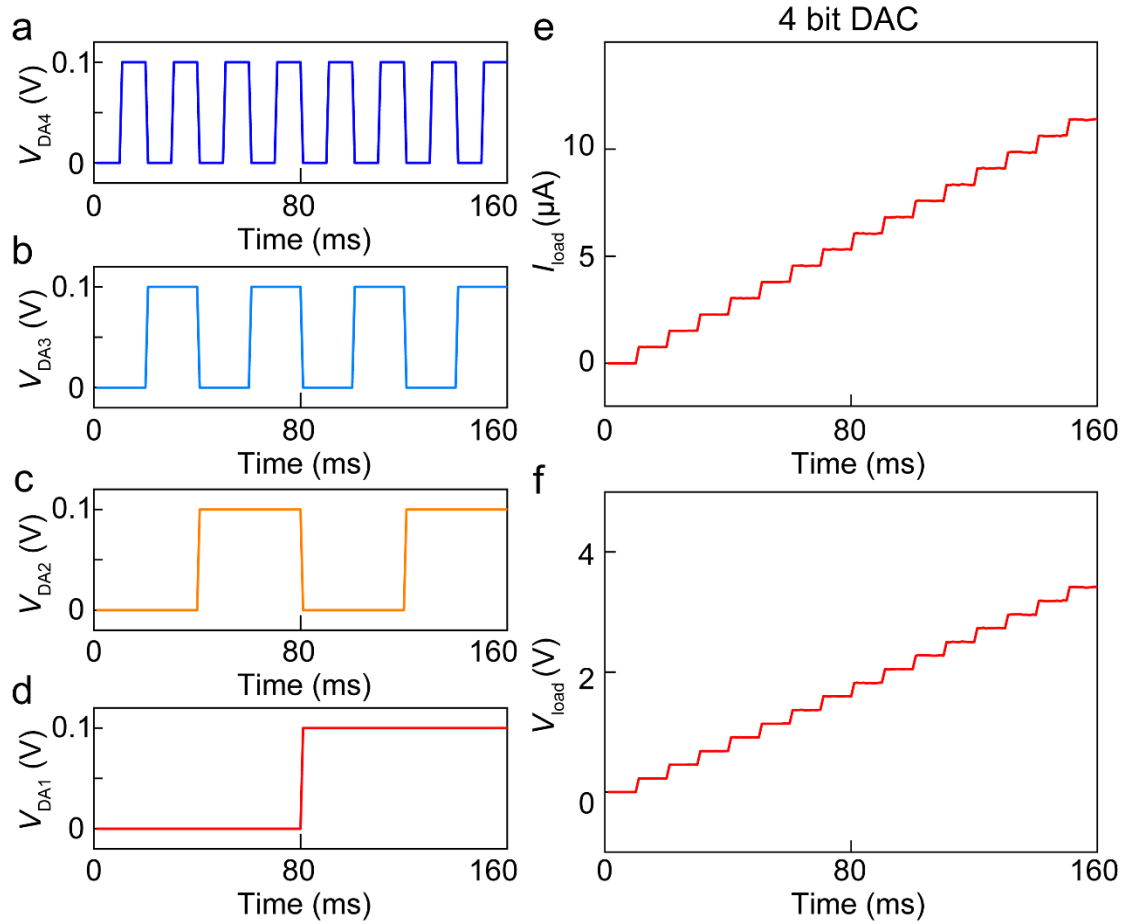 a
0.1
0
V_DA4 (V)
0 80 160
Time (ms)
b
0.1
0
V_DA3 (V)
0 80 160
Time (ms)
c
0.1
0
V_DA2 (V)
0 80 160
Time (ms)
d
0.1
0
V_DA1 (V)
0 80 160
Time (ms)
4 bit DAC
e
10
5
0
I_load (µA)
0 80 160
Time (ms)
f
4
2
0
V_load (V)
0 80 160
Time (ms)